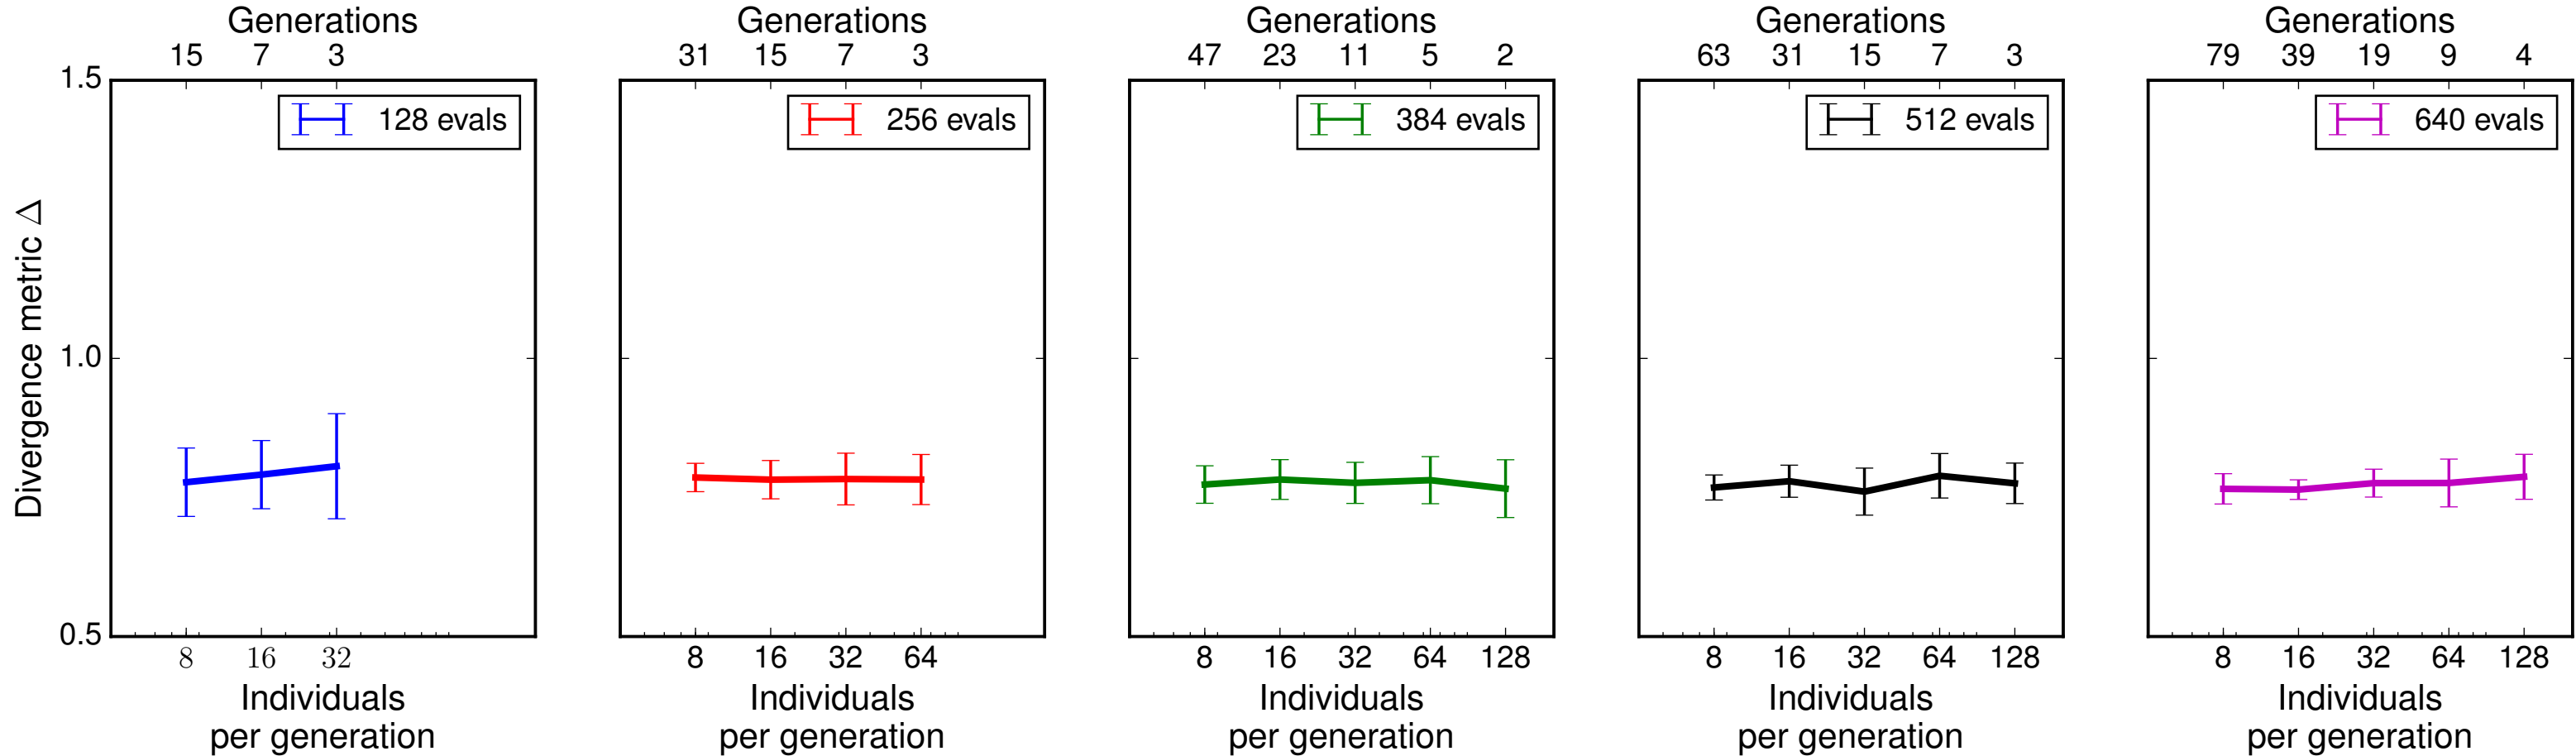 Generations Generations Generations Generations Generations
15 7 3 31 15 7 3 47 23 11 5 2 63 31 15 7 3 79 39 19 9 4
1.5
128 evals 256 evals 384 evals 512 evals 640 evals
Divergence metric Δ
1.0
0.5
8 16 32 8 16 32 64 8 16 32 64 128 8 16 32 64 128 8 16 32 64 128
Individuals Individuals Individuals Individuals Individuals
per generation per generation per generation per generation per generation